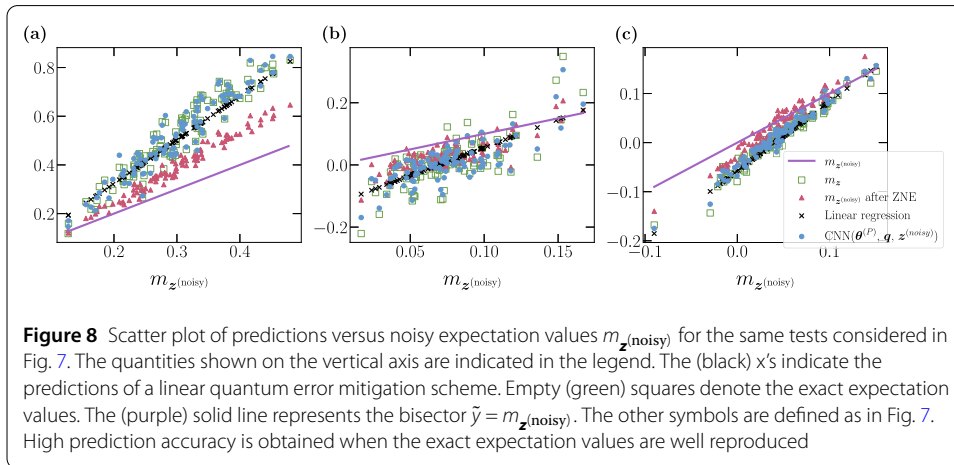 (a) (b) (c)
0.8
0.6
0.4
0.2
0.2 0.3 0.4
0.2
0.0
−0.2
0.05 0.10 0.15
0.1
0.0
−0.1
−0.2
−0.1 0.0 0.1
m_z(noisy)
m_z
m_z(noisy) after ZNE
Linear regression
CNN(θ^(P), q, z^(noisy))
m_z(noisy) m_z(noisy) m_z(noisy)
Figure 8 Scatter plot of predictions versus noisy expectation values m_z(noisy) for the same tests considered in
Fig. 7. The quantities shown on the vertical axis are indicated in the legend. The (black) x's indicate the
predictions of a linear quantum error mitigation scheme. Empty (green) squares denote the exact expectation
values. The (purple) solid line represents the bisector ỹ = m_z(noisy). The other symbols are defined as in Fig. 7.
High prediction accuracy is obtained when the exact expectation values are well reproduced